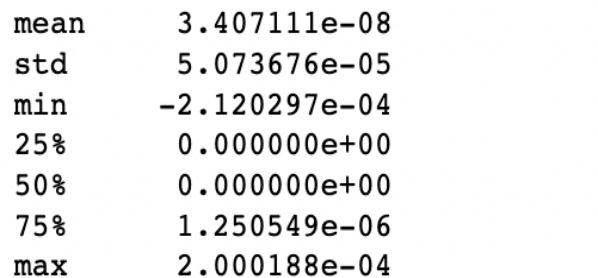 mean 3.407111e-08
std 5.073676e-05
min -2.120297e-04
25% 0.000000e+00
50% 0.000000e+00
75% 1.250549e-06
max 2.000188e-04